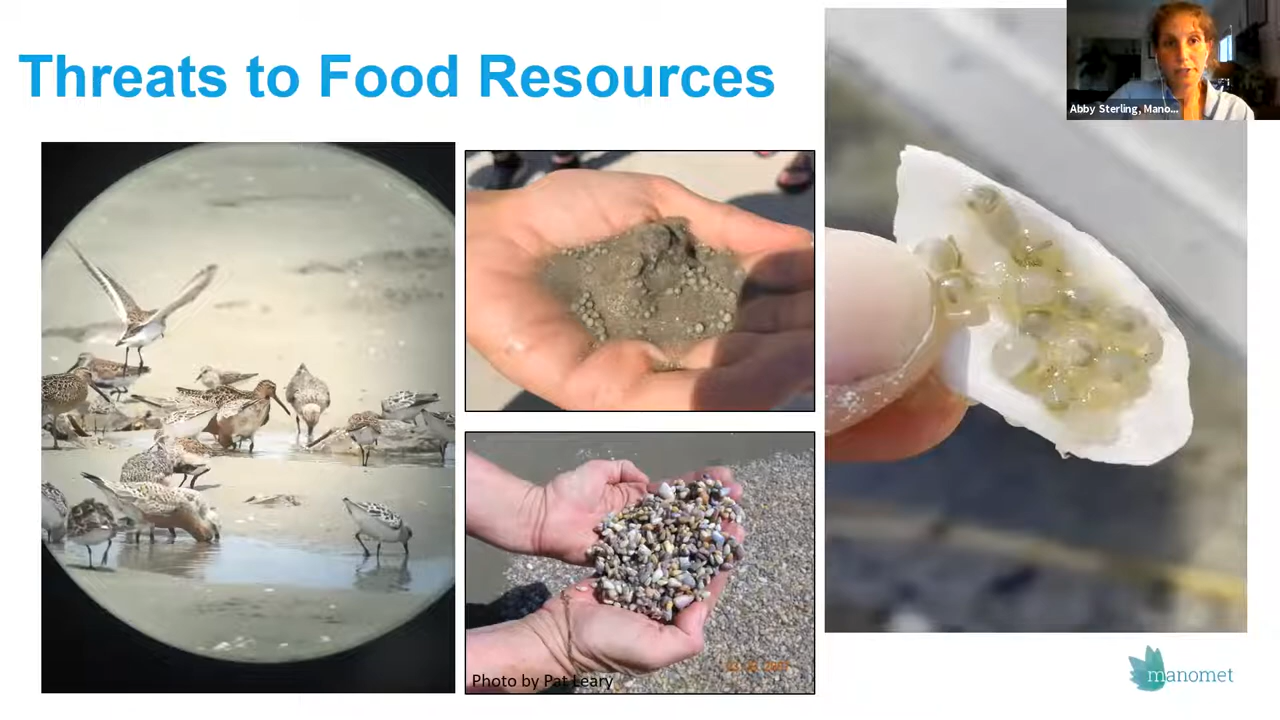 Threats to Food Resources
Abby Sterling, Mano...
Photo by Pat Leary
manomet